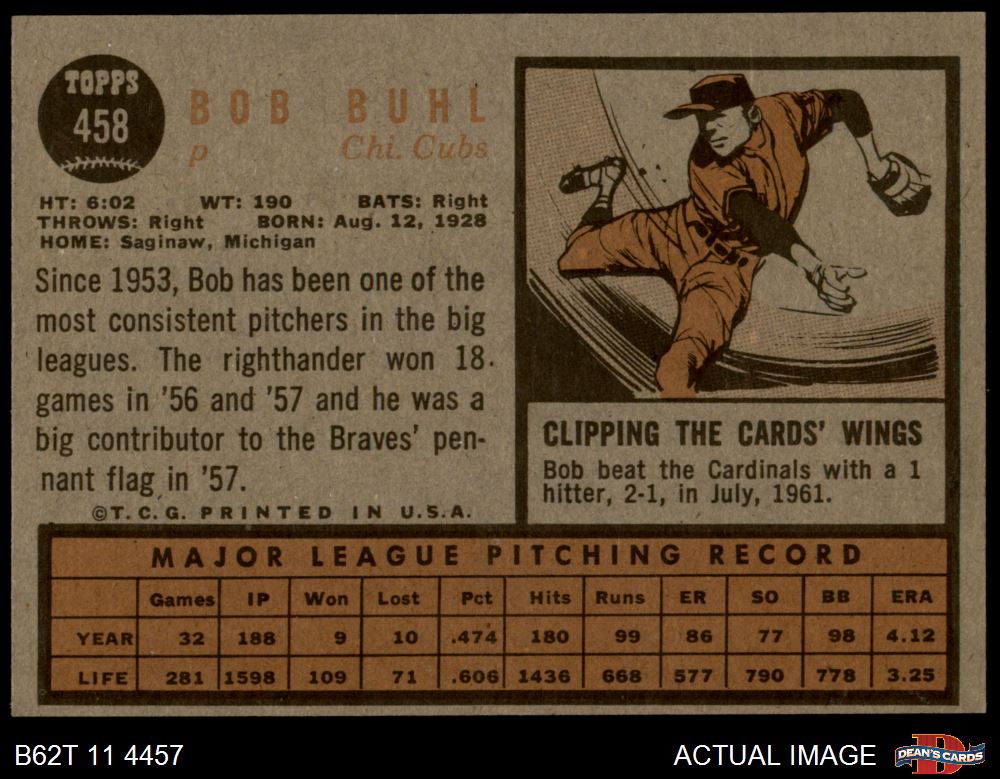 TOPPS
458
BOB BUHL
p Chi. Cubs
HT: 6:02 WT: 190 BATS: Right
THROWS: Right BORN: Aug. 12, 1928
HOME: Saginaw, Michigan
Since 1953, Bob has been one of the
most consistent pitchers in the big
leagues. The righthander won 18
games in '56 and '57 and he was a
big contributor to the Braves' pen-
nant flag in '57.
©T.C.G. PRINTED IN U.S.A.
CLIPPING THE CARDS' WINGS
Bob beat the Cardinals with a 1
hitter, 2-1, in July, 1961.
MAJOR LEAGUE PITCHING RECORD
Games IP Won Lost Pct Hits Runs ER SO BB ERA
YEAR 32 188 9 10 .474 180 99 86 77 98 4.12
LIFE 281 1598 109 71 .606 1436 668 577 790 778 3.25
B62T 11 4457 ACTUAL IMAGE
D
DEAN'S CARDS